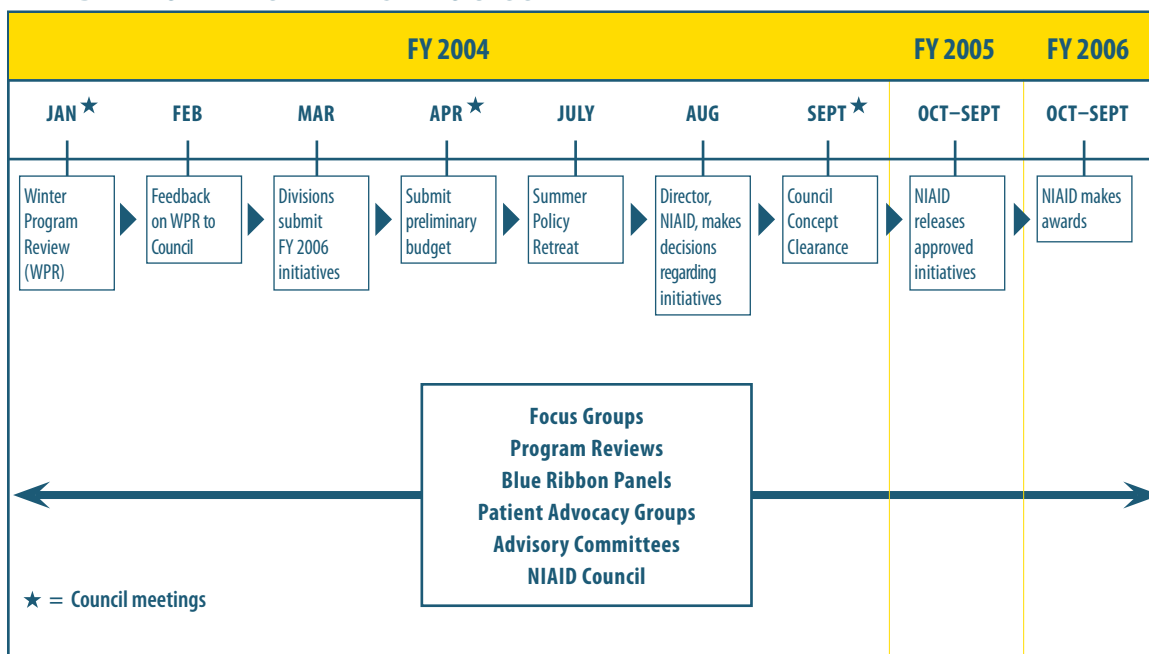 FY 2004 FY 2005 FY 2006
JAN ★ FEB MAR APR ★ JULY AUG SEPT ★ OCT–SEPT OCT–SEPT
Winter
Program
Review
(WPR)
Feedback
on WPR to
Council
Divisions
submit
FY 2006
initiatives
Submit
preliminary
budget
Summer
Policy
Retreat
Director,
NIAID, makes
decisions
regarding
initiatives
Council
Concept
Clearance
NIAID
releases
approved
initiatives
NIAID makes
awards
Focus Groups
Program Reviews
Blue Ribbon Panels
Patient Advocacy Groups
Advisory Committees
NIAID Council
★ = Council meetings